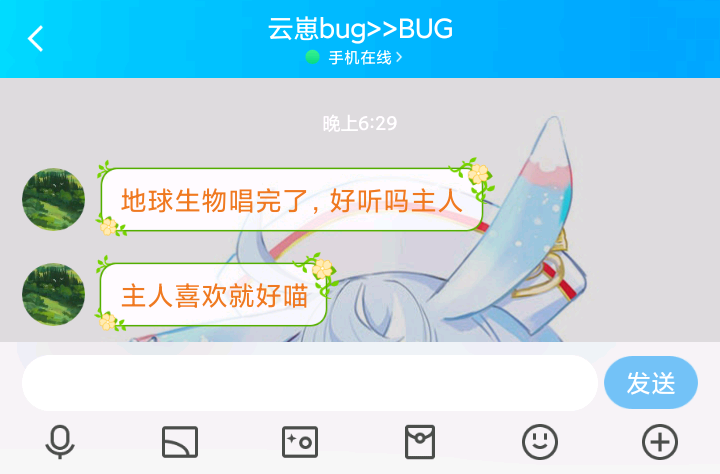 云崽bug>>BUG
手机在线>
晚上6:29
地球生物唱完了，好听吗主人
主人喜欢就好喵
发送